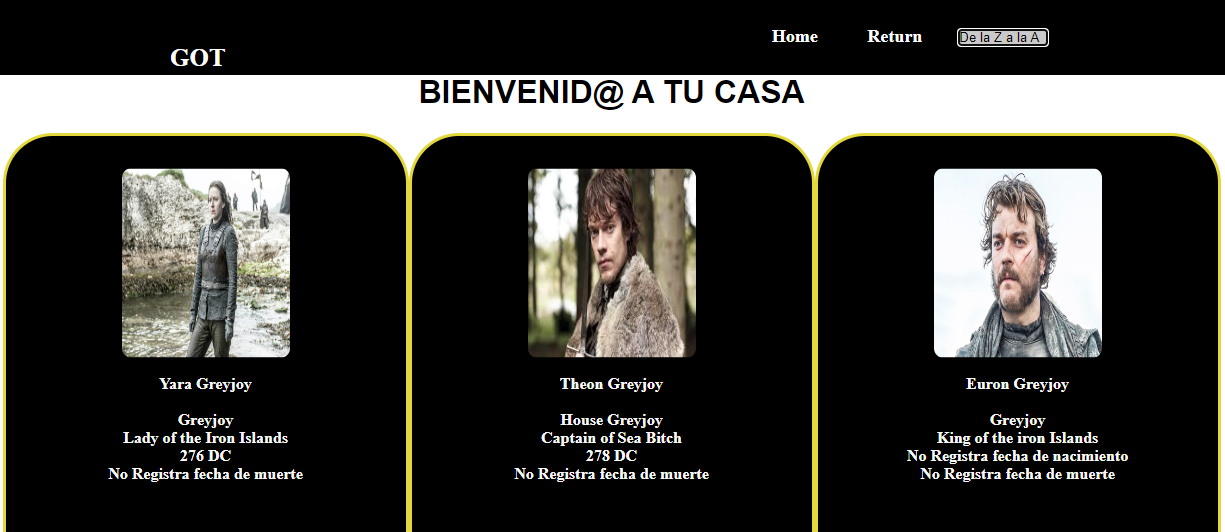 GOT
Home
Return
De la Z a la A
BIENVENID@ A TU CASA
Yara Greyjoy
Greyjoy
Lady of the Iron Islands
276 DC
No Registra fecha de muerte
Theon Greyjoy
House Greyjoy
Captain of Sea Bitch
278 DC
No Registra fecha de muerte
Euron Greyjoy
Greyjoy
King of the iron Islands
No Registra fecha de nacimiento
No Registra fecha de muerte